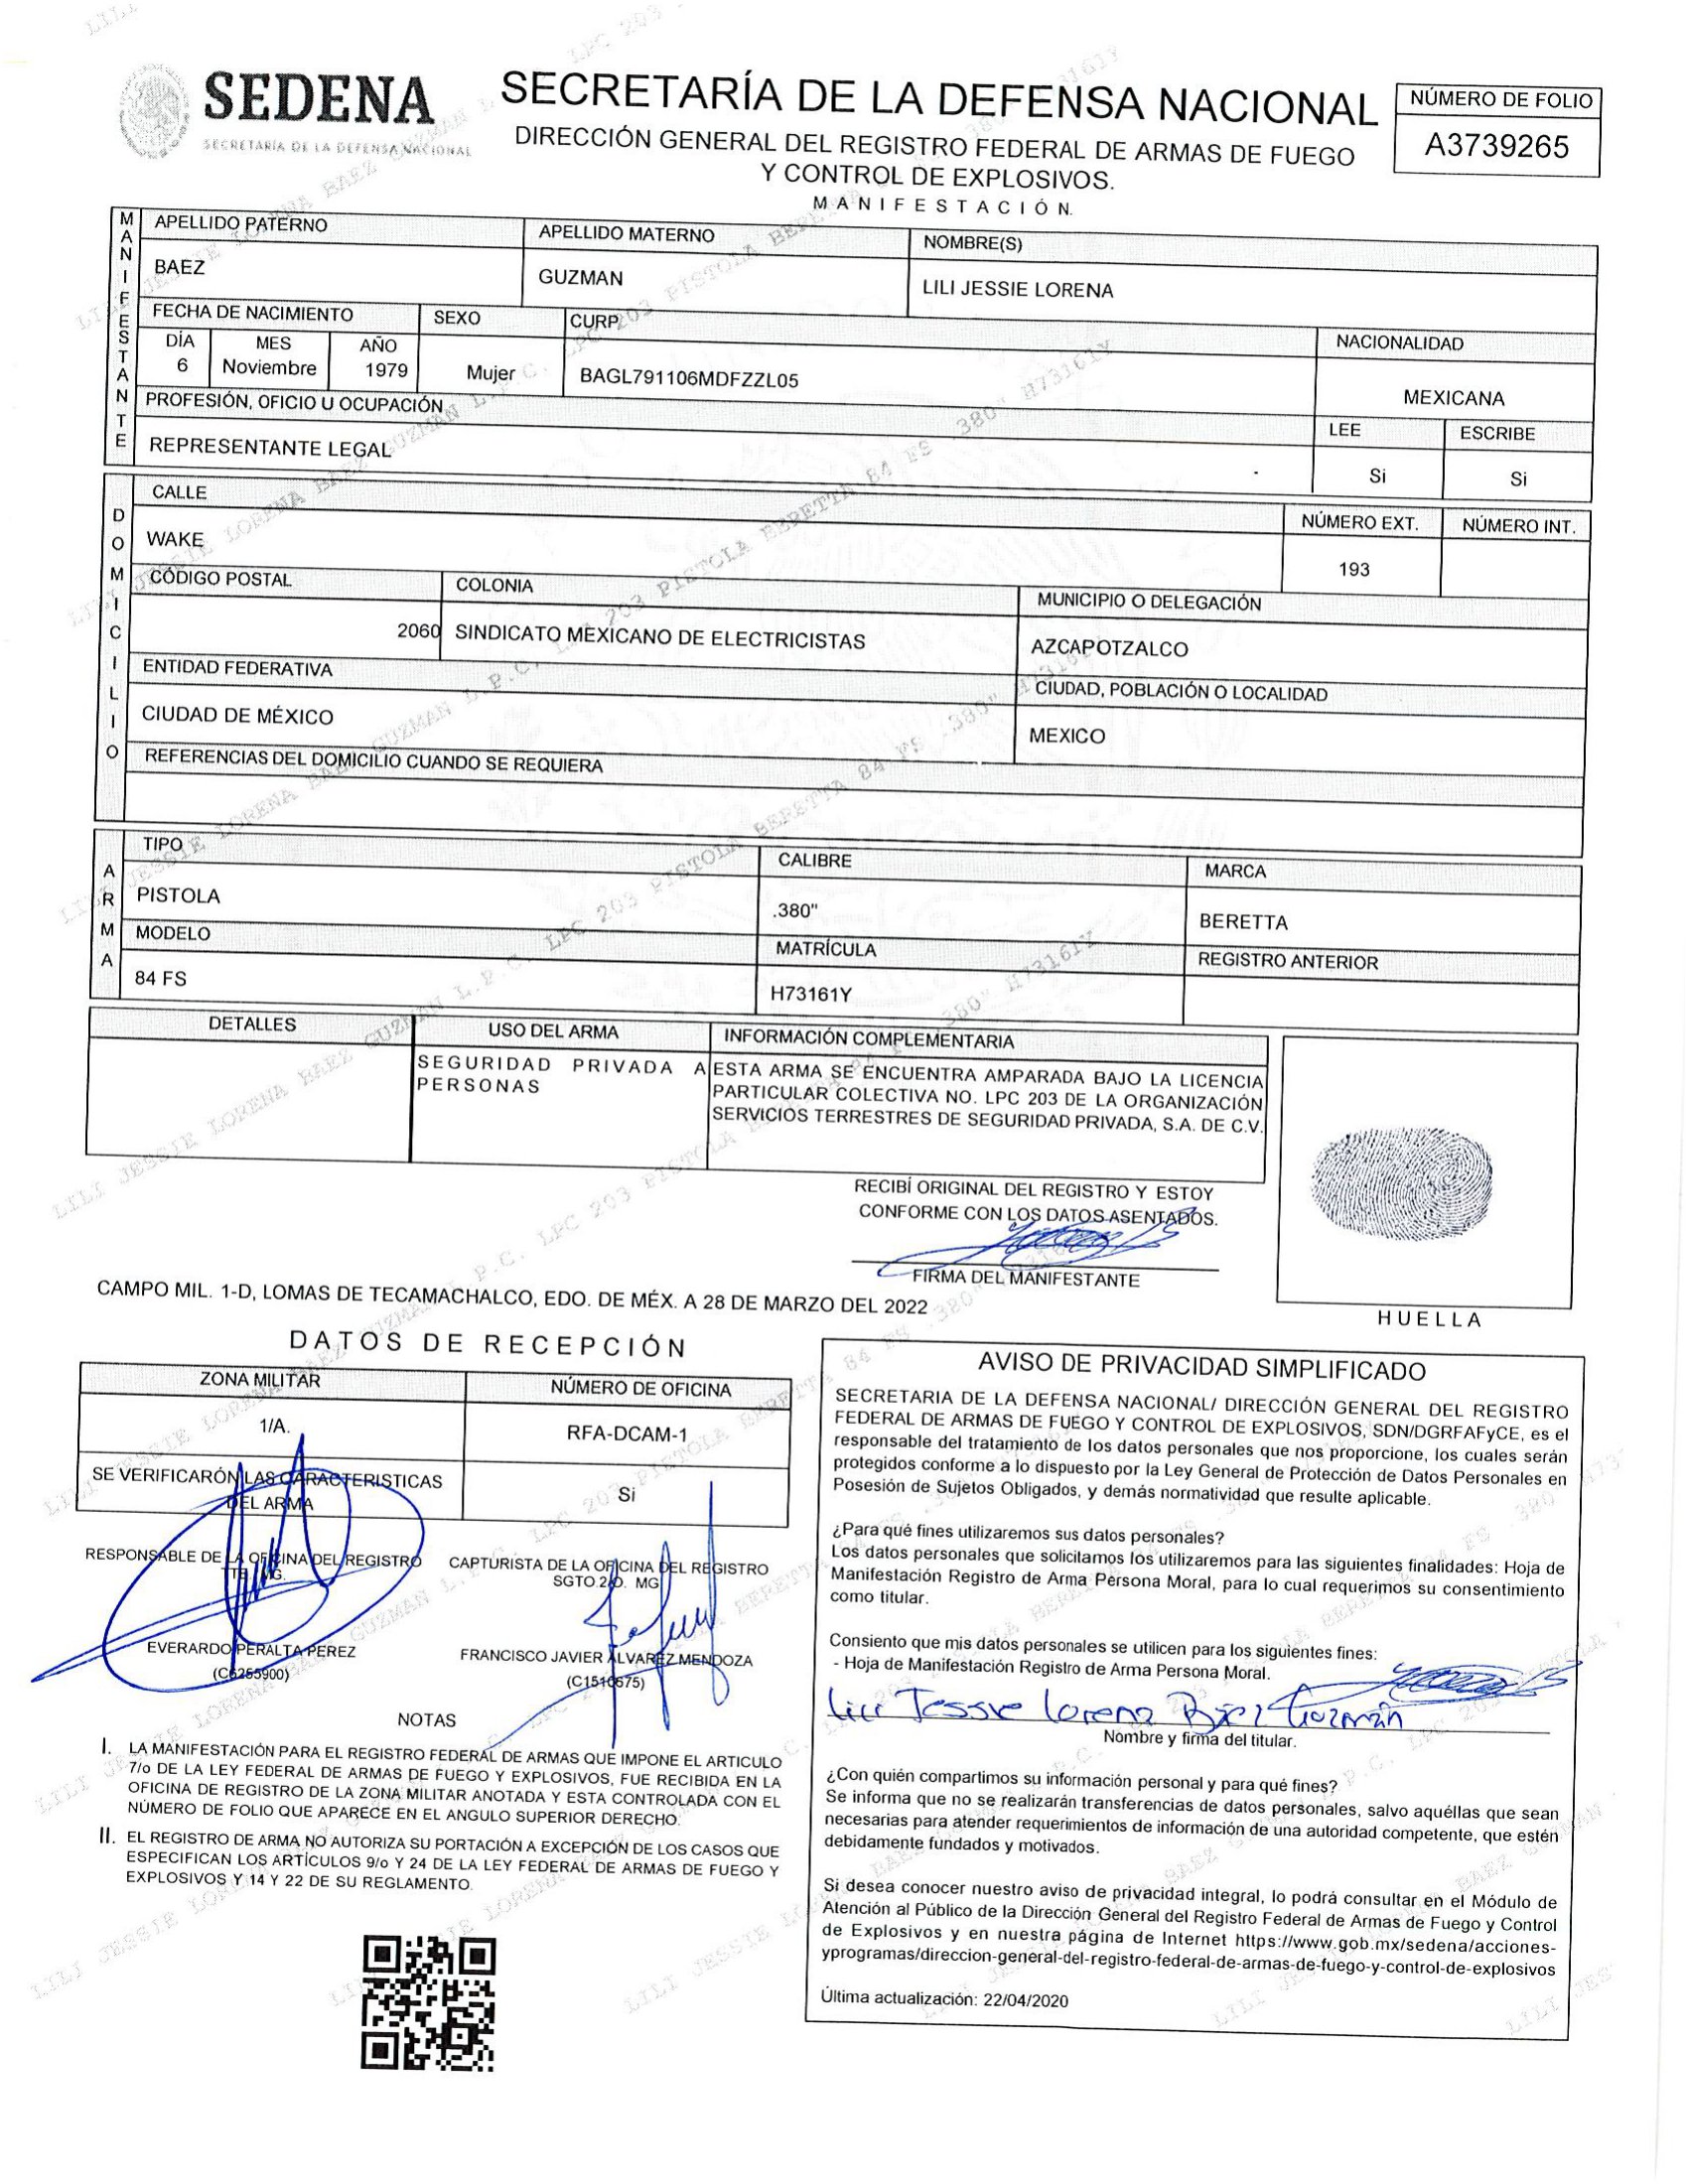 SEDENA
SECRETARÍA DE LA DEFENSA NACIONAL
SECRETARÍA DE LA DEFENSA NACIONAL
DIRECCIÓN GENERAL DEL REGISTRO FEDERAL DE ARMAS DE FUEGO
Y CONTROL DE EXPLOSIVOS.
MANIFESTACIÓN.
NÚMERO DE FOLIO
A3739265
MANIFESTANTE
APELLIDO PATERNO APELLIDO MATERNO NOMBRE(S)
BAEZ GUZMAN LILI JESSIE LORENA
FECHA DE NACIMIENTO SEXO CURP NACIONALIDAD
DÍA MES AÑO
6 Noviembre 1979 Mujer BAGL791106MDFZZL05 MEXICANA
PROFESIÓN, OFICIO U OCUPACIÓN LEE ESCRIBE
REPRESENTANTE LEGAL Si Si
DOMICILIO
CALLE NÚMERO EXT. NÚMERO INT.
WAKE 193
CÓDIGO POSTAL COLONIA MUNICIPIO O DELEGACIÓN
2060 SINDICATO MEXICANO DE ELECTRICISTAS AZCAPOTZALCO
ENTIDAD FEDERATIVA CIUDAD, POBLACIÓN O LOCALIDAD
CIUDAD DE MÉXICO MEXICO
REFERENCIAS DEL DOMICILIO CUANDO SE REQUIERA
ARMA
TIPO CALIBRE MARCA
PISTOLA .380" BERETTA
MODELO MATRÍCULA REGISTRO ANTERIOR
84 FS H73161Y
DETALLES USO DEL ARMA INFORMACIÓN COMPLEMENTARIA
SEGURIDAD PRIVADA A
PERSONAS
ESTA ARMA SE ENCUENTRA AMPARADA BAJO LA LICENCIA
PARTICULAR COLECTIVA NO. LPC 203 DE LA ORGANIZACIÓN
SERVICIOS TERRESTRES DE SEGURIDAD PRIVADA, S.A. DE C.V.
RECIBÍ ORIGINAL DEL REGISTRO Y ESTOY
CONFORME CON LOS DATOS ASENTADOS.
FIRMA DEL MANIFESTANTE
HUELLA
CAMPO MIL. 1-D, LOMAS DE TECAMACHALCO, EDO. DE MÉX. A 28 DE MARZO DEL 2022
DATOS DE RECEPCIÓN
ZONA MILITAR NÚMERO DE OFICINA
1/A. RFA-DCAM-1
SE VERIFICARÓN LAS CARACTERISTICAS
DEL ARMA
Si
RESPONSABLE DE LA OFICINA DEL REGISTRO
TTE. MG.
EVERARDO PERALTA PEREZ
(C6255900)
CAPTURISTA DE LA OFICINA DEL REGISTRO
SGTO.2/O. MG
FRANCISCO JAVIER ALVAREZ MENDOZA
(C1510675)
NOTAS
I. LA MANIFESTACIÓN PARA EL REGISTRO FEDERAL DE ARMAS QUE IMPONE EL ARTICULO
7/o DE LA LEY FEDERAL DE ARMAS DE FUEGO Y EXPLOSIVOS, FUE RECIBIDA EN LA
OFICINA DE REGISTRO DE LA ZONA MILITAR ANOTADA Y ESTA CONTROLADA CON EL
NÚMERO DE FOLIO QUE APARECE EN EL ANGULO SUPERIOR DERECHO.
II. EL REGISTRO DE ARMA NO AUTORIZA SU PORTACIÓN A EXCEPCIÓN DE LOS CASOS QUE
ESPECIFICAN LOS ARTÍCULOS 9/o Y 24 DE LA LEY FEDERAL DE ARMAS DE FUEGO Y
EXPLOSIVOS Y 14 Y 22 DE SU REGLAMENTO.
AVISO DE PRIVACIDAD SIMPLIFICADO
SECRETARIA DE LA DEFENSA NACIONAL/ DIRECCIÓN GENERAL DEL REGISTRO
FEDERAL DE ARMAS DE FUEGO Y CONTROL DE EXPLOSIVOS, SDN/DGRFAFyCE, es el
responsable del tratamiento de los datos personales que nos proporcione, los cuales serán
protegidos conforme a lo dispuesto por la Ley General de Protección de Datos Personales en
Posesión de Sujetos Obligados, y demás normatividad que resulte aplicable.
¿Para qué fines utilizaremos sus datos personales?
Los datos personales que solicitamos los utilizaremos para las siguientes finalidades: Hoja de
Manifestación Registro de Arma Persona Moral, para lo cual requerimos su consentimiento
como titular.
Consiento que mis datos personales se utilicen para los siguientes fines:
- Hoja de Manifestación Registro de Arma Persona Moral.
Lili Jessie Lorena Báez Guzmán
Nombre y firma del titular.
¿Con quién compartimos su información personal y para qué fines?
Se informa que no se realizarán transferencias de datos personales, salvo aquéllas que sean
necesarias para atender requerimientos de información de una autoridad competente, que estén
debidamente fundados y motivados.
Si desea conocer nuestro aviso de privacidad integral, lo podrá consultar en el Módulo de
Atención al Público de la Dirección General del Registro Federal de Armas de Fuego y Control
de Explosivos y en nuestra página de Internet https://www.gob.mx/sedena/acciones-
yprogramas/direccion-general-del-registro-federal-de-armas-de-fuego-y-control-de-explosivos
Última actualización: 22/04/2020
LILI JESSIE LORENA BAEZ GUZMAN L.P.C. LPC 203 PISTOLA BERETTA 84 FS .380" H73161Y